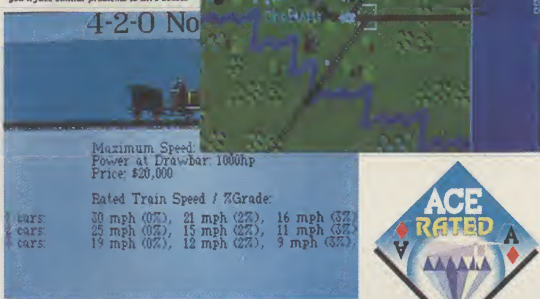 4-2-0 No
Maximum Speed:
Power at Drawbar: 1000hp
Price: $20,000
Rated Train Speed / %Grade:
cars: 30 mph (0%), 21 mph (2%), 16 mph (3%)
cars: 25 mph (0%), 15 mph (2%), 11 mph (3%)
cars: 19 mph (0%), 12 mph (2%), 9 mph (3%)
ACE
RATED
A
A